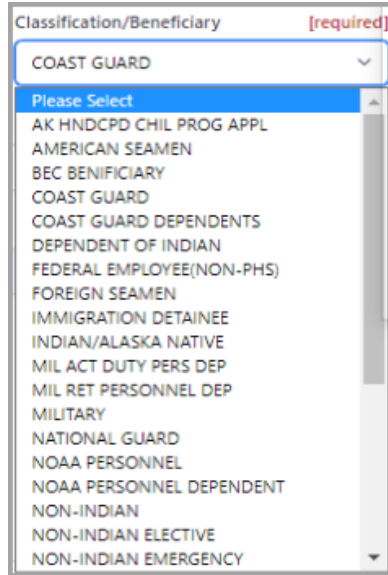 Classification/Beneficiary [required]
COAST GUARD
Please Select
AK HNDCPD CHIL PROG APPL
AMERICAN SEAMEN
BEC BENIFICIARY
COAST GUARD
COAST GUARD DEPENDENTS
DEPENDENT OF INDIAN
FEDERAL EMPLOYEE(NON-PHS)
FOREIGN SEAMEN
IMMIGRATION DETAINEE
INDIAN/ALASKA NATIVE
MIL ACT DUTY PERS DEP
MIL RET PERSONNEL DEP
MILITARY
NATIONAL GUARD
NOAA PERSONNEL
NOAA PERSONNEL DEPENDENT
NON-INDIAN
NON-INDIAN ELECTIVE
NON-INDIAN EMERGENCY